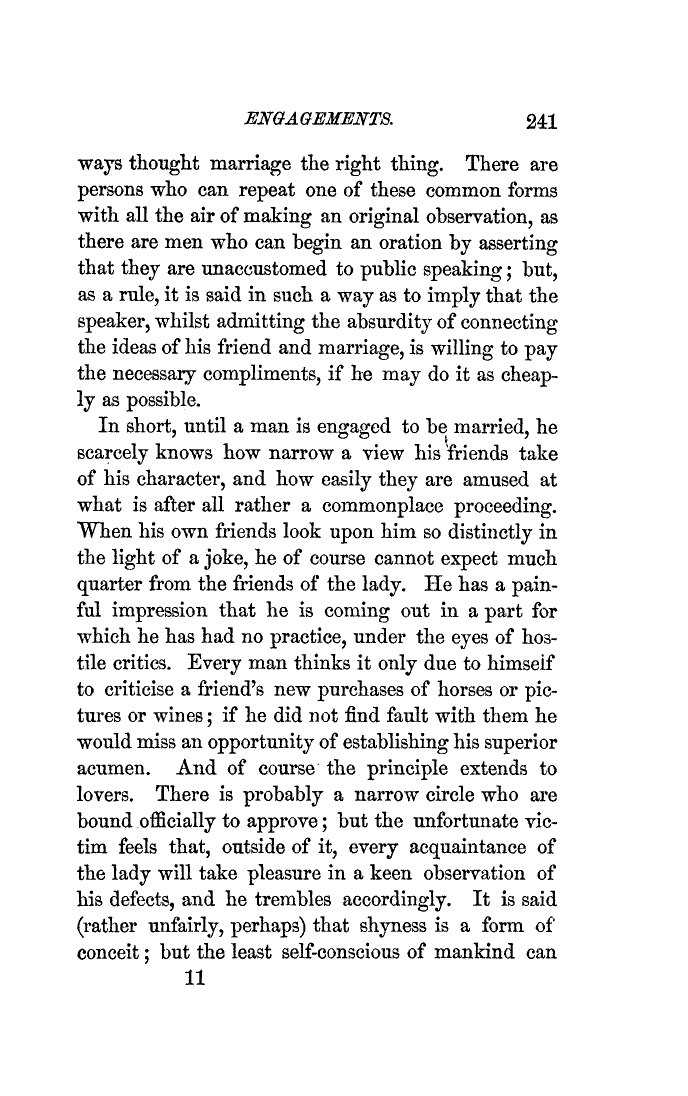 ENGAGEMENTS. 241
ways thought marriage the right thing. There are
persons who can repeat one of these common forms
with all the air of making an original observation, as
there are men who can begin an oration by asserting
that they are unaccustomed to public speaking; but,
as a rule, it is said in such a way as to imply that the
speaker, whilst admitting the absurdity of connecting
the ideas of his friend and marriage, is willing to pay
the necessary compliments, if he may do it as cheap-
ly as possible.
In short, until a man is engaged to be married, he
scarcely knows how narrow a view his friends take
of his character, and how easily they are amused at
what is after all rather a commonplace proceeding.
When his own friends look upon him so distinctly in
the light of a joke, he of course cannot expect much
quarter from the friends of the lady. He has a pain-
ful impression that he is coming out in a part for
which he has had no practice, under the eyes of hos-
tile critics. Every man thinks it only due to himself
to criticise a friend's new purchases of horses or pic-
tures or wines; if he did not find fault with them he
would miss an opportunity of establishing his superior
acumen. And of course the principle extends to
lovers. There is probably a narrow circle who are
bound officially to approve; but the unfortunate vic-
tim feels that, outside of it, every acquaintance of
the lady will take pleasure in a keen observation of
his defects, and he trembles accordingly. It is said
(rather unfairly, perhaps) that shyness is a form of
conceit; but the least self-conscious of mankind can
11